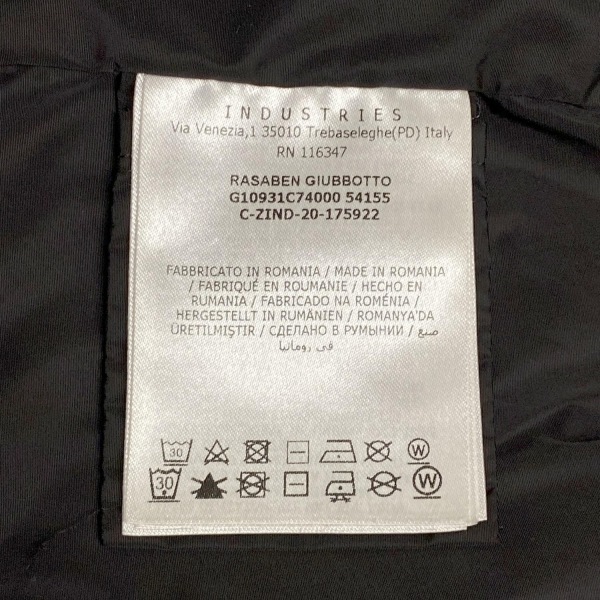 INDUSTRIES
Via Venezia,1 35010 Trebaseleghe(PD) Italy
RN 116347
RASABEN GIUBBOTTO
G10931C74000 54155
C-ZIND-20-175922
FABBRICATO IN ROMANIA / MADE IN ROMANIA
/ FABRIQUÉ EN ROUMANIE / HECHO EN
RUMANIA / FABRICADO NA ROMÉNIA /
HERGESTELLT IN RUMÄNIEN / ROMANYA'DA
ÜRETILMIŞTIR / СДЕЛАНО В РУМЫНИИ / صنع
في رومانيا
30 W
30 W